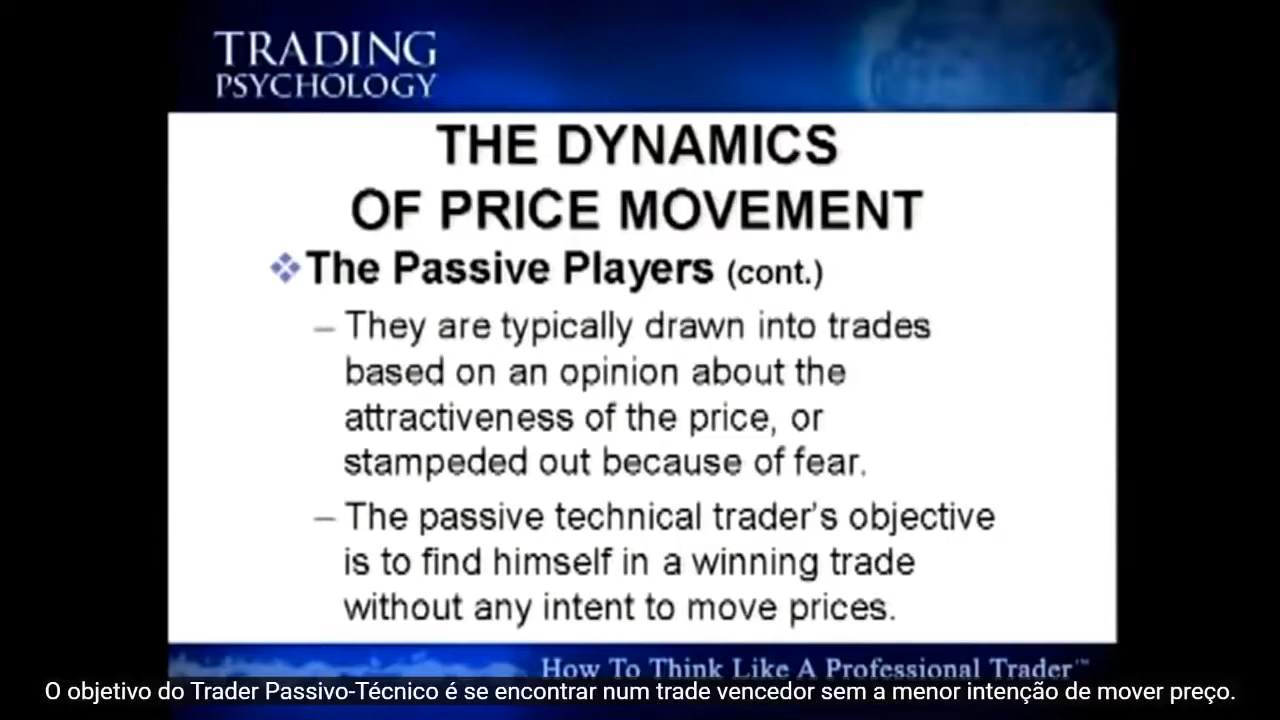 TRADING
PSYCHOLOGY
THE DYNAMICS
OF PRICE MOVEMENT
The Passive Players (cont.)
– They are typically drawn into trades
based on an opinion about the
attractiveness of the price, or
stampeded out because of fear.
– The passive technical trader's objective
is to find himself in a winning trade
without any intent to move prices.
How To Think Like A Professional Trader™
O objetivo do Trader Passivo-Técnico é se encontrar num trade vencedor sem a menor intenção de mover preço.